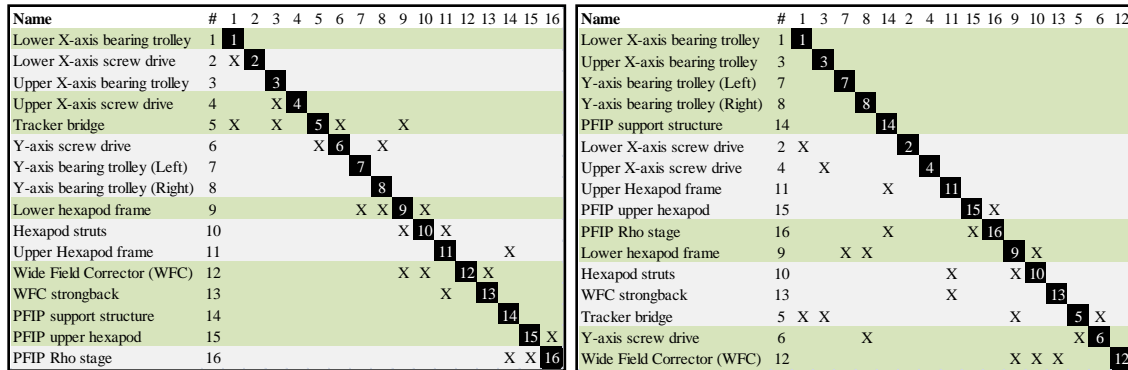 Name # 1 2 3 4 5 6 7 8 9 10 11 12 13 14 15 16
Lower X-axis bearing trolley 1 1
Lower X-axis screw drive 2 X 2
Upper X-axis bearing trolley 3 3
Upper X-axis screw drive 4 X 4
Tracker bridge 5 X X 5 X X
Y-axis screw drive 6 X 6 X
Y-axis bearing trolley (Left) 7 7
Y-axis bearing trolley (Right) 8 8
Lower hexapod frame 9 X X 9 X
Hexapod struts 10 X 10 X
Upper Hexapod frame 11 11 X
Wide Field Corrector (WFC) 12 X X 12 X
WFC strongback 13 X 13
PFIP support structure 14 14
PFIP upper hexapod 15 15 X
PFIP Rho stage 16 X X 16
Name # 1 3 7 8 14 2 4 11 15 16 9 10 13 5 6 12
Lower X-axis bearing trolley 1 1
Upper X-axis bearing trolley 3 3
Y-axis bearing trolley (Left) 7 7
Y-axis bearing trolley (Right) 8 8
PFIP support structure 14 14
Lower X-axis screw drive 2 X 2
Upper X-axis screw drive 4 X 4
Upper Hexapod frame 11 X 11
PFIP upper hexapod 15 15 X
PFIP Rho stage 16 X X 16
Lower hexapod frame 9 X X 9 X
Hexapod struts 10 X X 10
WFC strongback 13 X 13
Tracker bridge 5 X X X 5 X
Y-axis screw drive 6 X X 6
Wide Field Corrector (WFC) 12 X X X 12